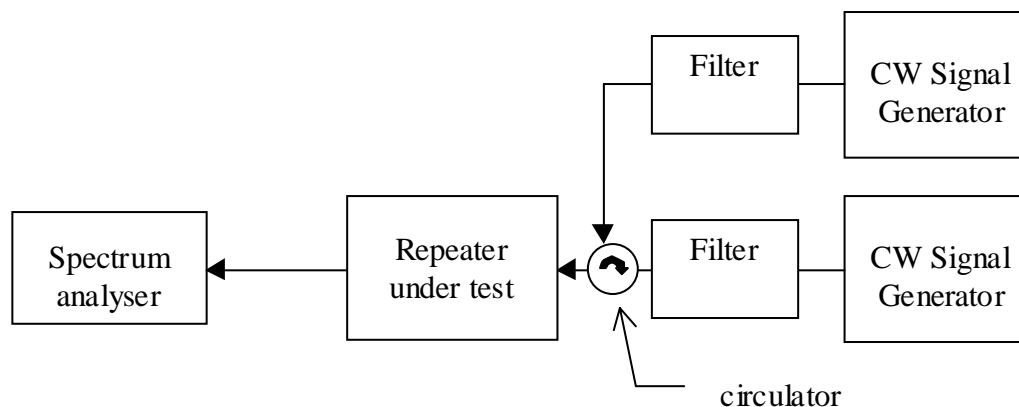 Filter
CW Signal
Generator
Spectrum
analyser
Repeater
under test
Filter
CW Signal
Generator
circulator